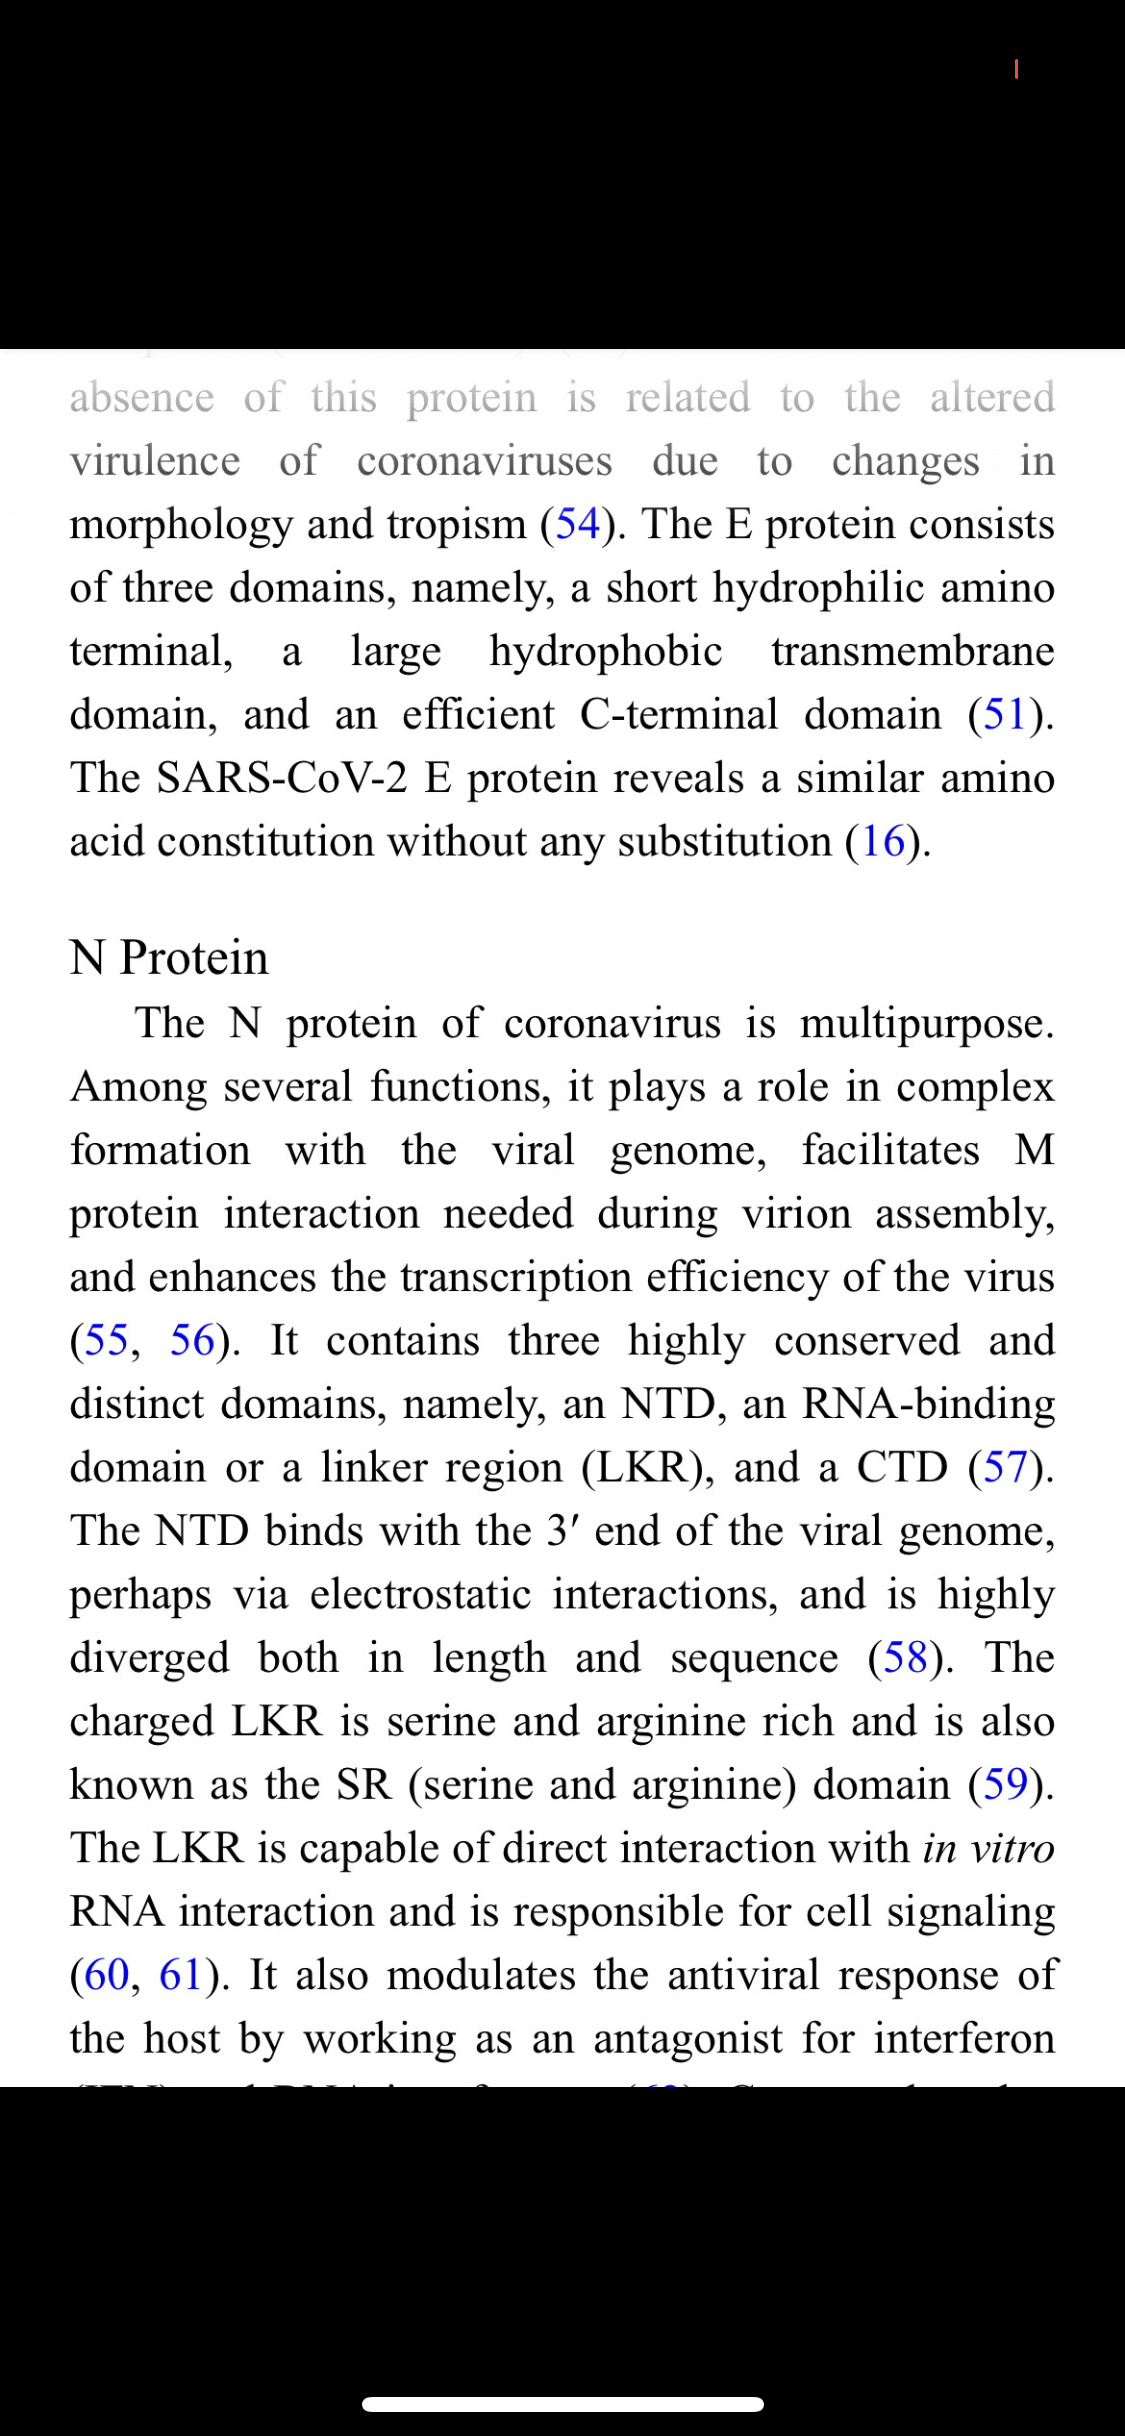 absence of this protein is related to the altered
virulence of coronaviruses due to changes in
morphology and tropism (54). The E protein consists
of three domains, namely, a short hydrophilic amino
terminal, a large hydrophobic transmembrane
domain, and an efficient C-terminal domain (51).
The SARS-CoV-2 E protein reveals a similar amino
acid constitution without any substitution (16).
N Protein
The N protein of coronavirus is multipurpose.
Among several functions, it plays a role in complex
formation with the viral genome, facilitates M
protein interaction needed during virion assembly,
and enhances the transcription efficiency of the virus
(55, 56). It contains three highly conserved and
distinct domains, namely, an NTD, an RNA-binding
domain or a linker region (LKR), and a CTD (57).
The NTD binds with the 3′ end of the viral genome,
perhaps via electrostatic interactions, and is highly
diverged both in length and sequence (58). The
charged LKR is serine and arginine rich and is also
known as the SR (serine and arginine) domain (59).
The LKR is capable of direct interaction with in vitro
RNA interaction and is responsible for cell signaling
(60, 61). It also modulates the antiviral response of
the host by working as an antagonist for interferon